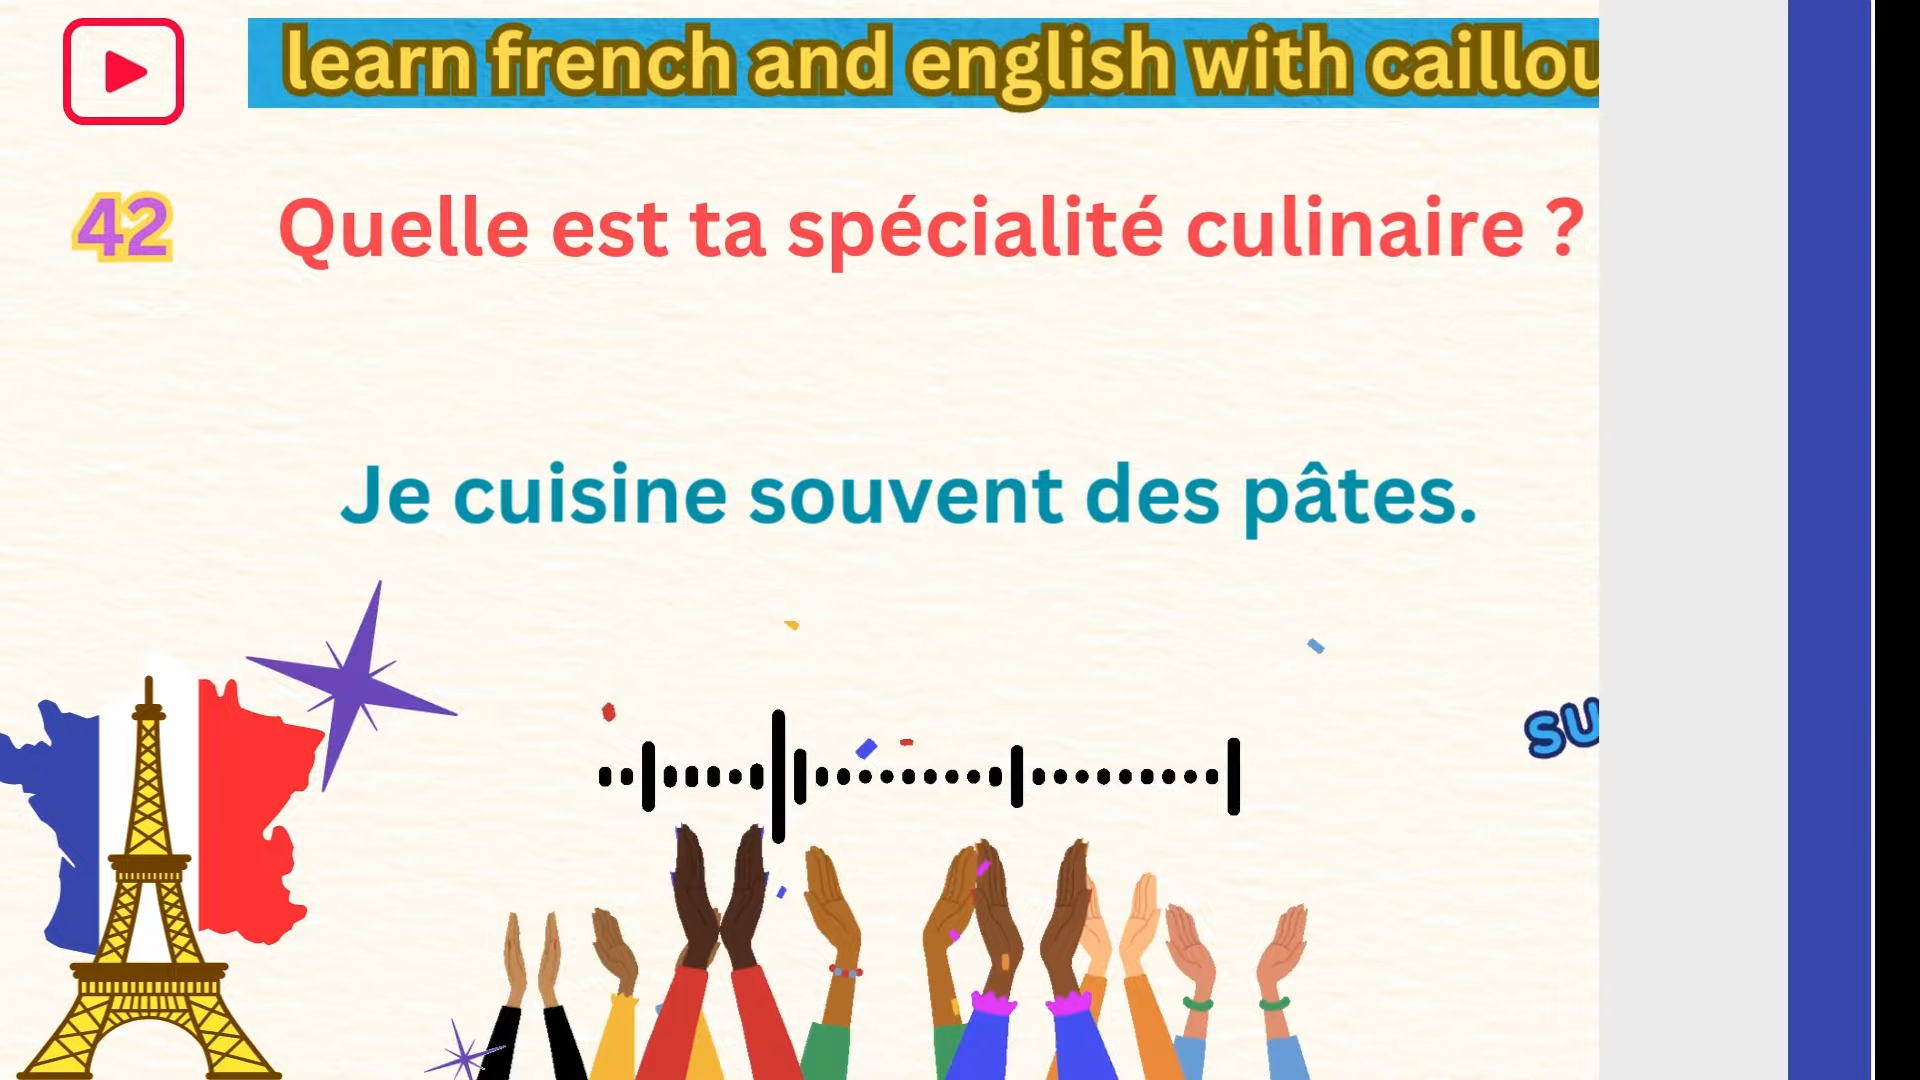 learn french and english with caillou
42 Quelle est ta spécialité culinaire ?
Je cuisine souvent des pâtes.